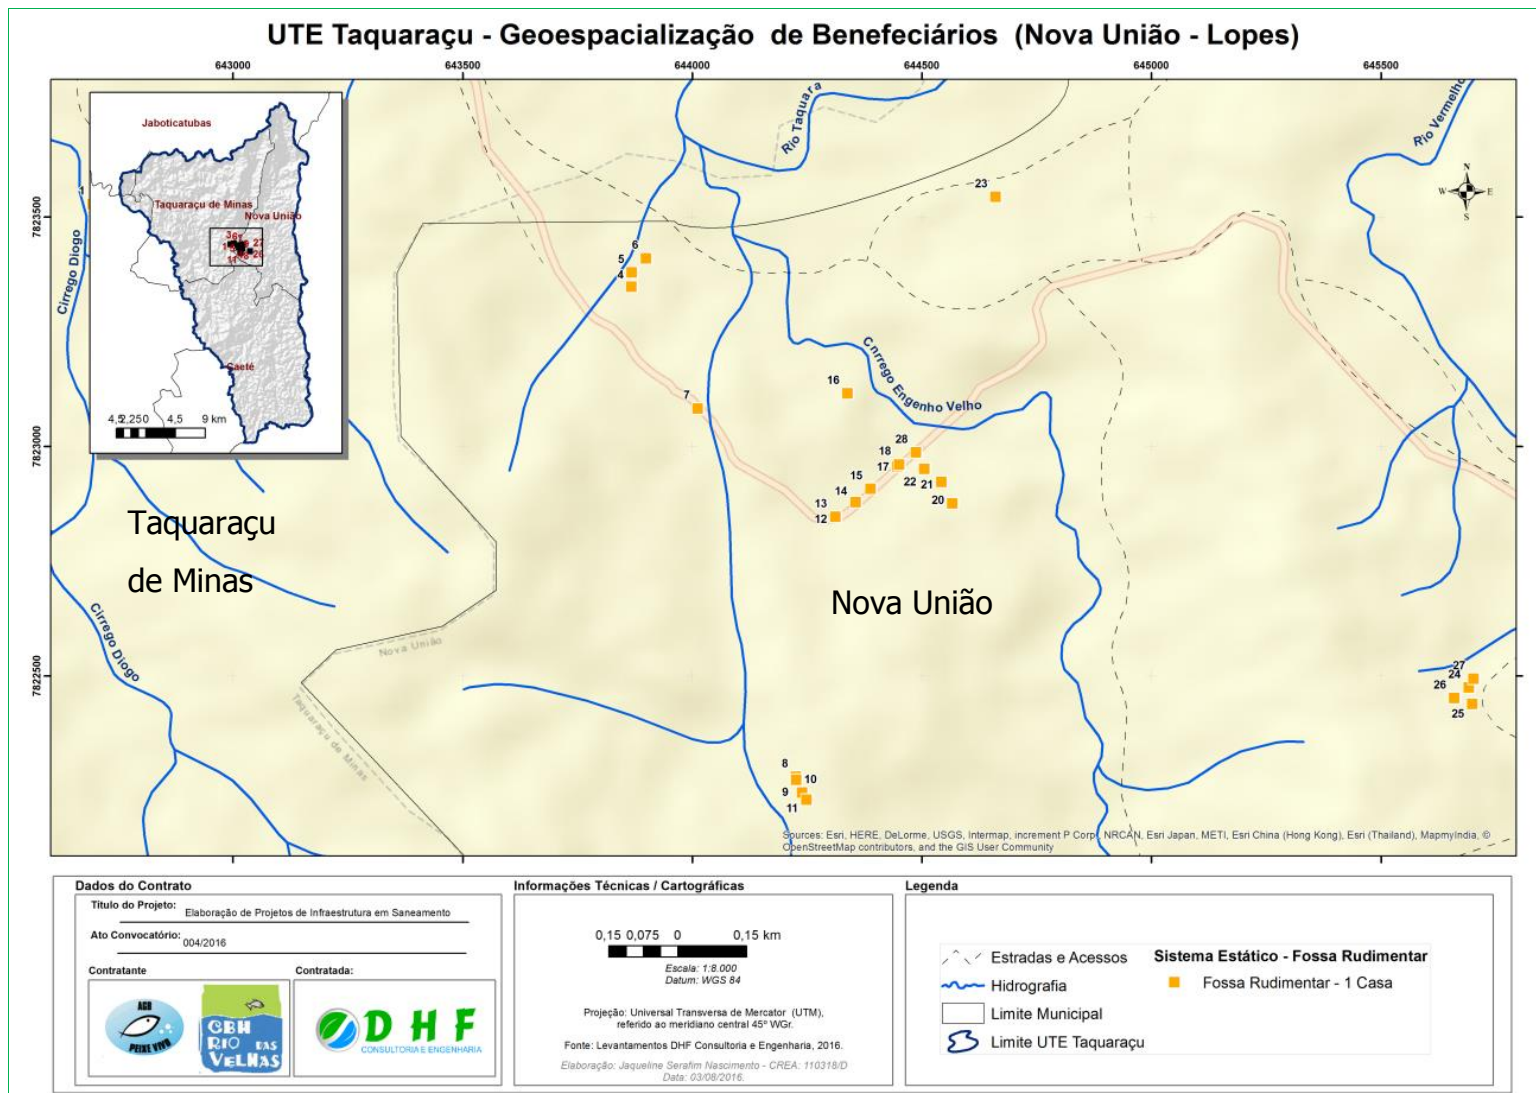 UTE Taquaraçu - Geoespacialização de Benefeciários (Nova União - Lopes)
643000 643500 644000 644500 645000 645500
7823500
7823000
7822500
Jaboticatubas
Taquaraçu de Minas
Nova União
Caeté
4,52,250 4,5 9 km
Cirrego Diogo
Rio Taquara
Rio Vermelho
N
W E
S
23
6
5
4
7
16
Cnrrego Engenho Velho
28
18
17
15
22
21
14
20
13
12
Taquaraçu
de Minas
Nova União
Cirrego Diogo
Nova União
Taquaraçu de Minas
27
24
26
25
8
10
9
11
Sources: Esri, HERE, DeLorme, USGS, Intermap, increment P Corp., NRCAN, Esri Japan, METI, Esri China (Hong Kong), Esri (Thailand), MapmyIndia, ©
OpenStreetMap contributors, and the GIS User Community
Dados do Contrato
Título do Projeto: Elaboração de Projetos de Infraestrutura em Saneamento
Ato Convocatório: 004/2016
Contratante
Contratada:
AGB
PEIXE VIVO
CBH
RIO DAS
VELHAS
DHF
CONSULTORIA E ENGENHARIA
Informações Técnicas / Cartográficas
0,15 0,075 0 0,15 km
Escala: 1:8.000
Datum: WGS 84
Projeção: Universal Transversa de Mercator (UTM),
referido ao meridiano central 45º WGr.
Fonte: Levantamentos DHF Consultoria e Engenharia, 2016.
Elaboração: Jaqueline Serafim Nascimento - CREA: 110318/D
Data: 03/08/2016.
Legenda
Estradas e Acessos
Hidrografia
Limite Municipal
Limite UTE Taquaraçu
Sistema Estático - Fossa Rudimentar
Fossa Rudimentar - 1 Casa